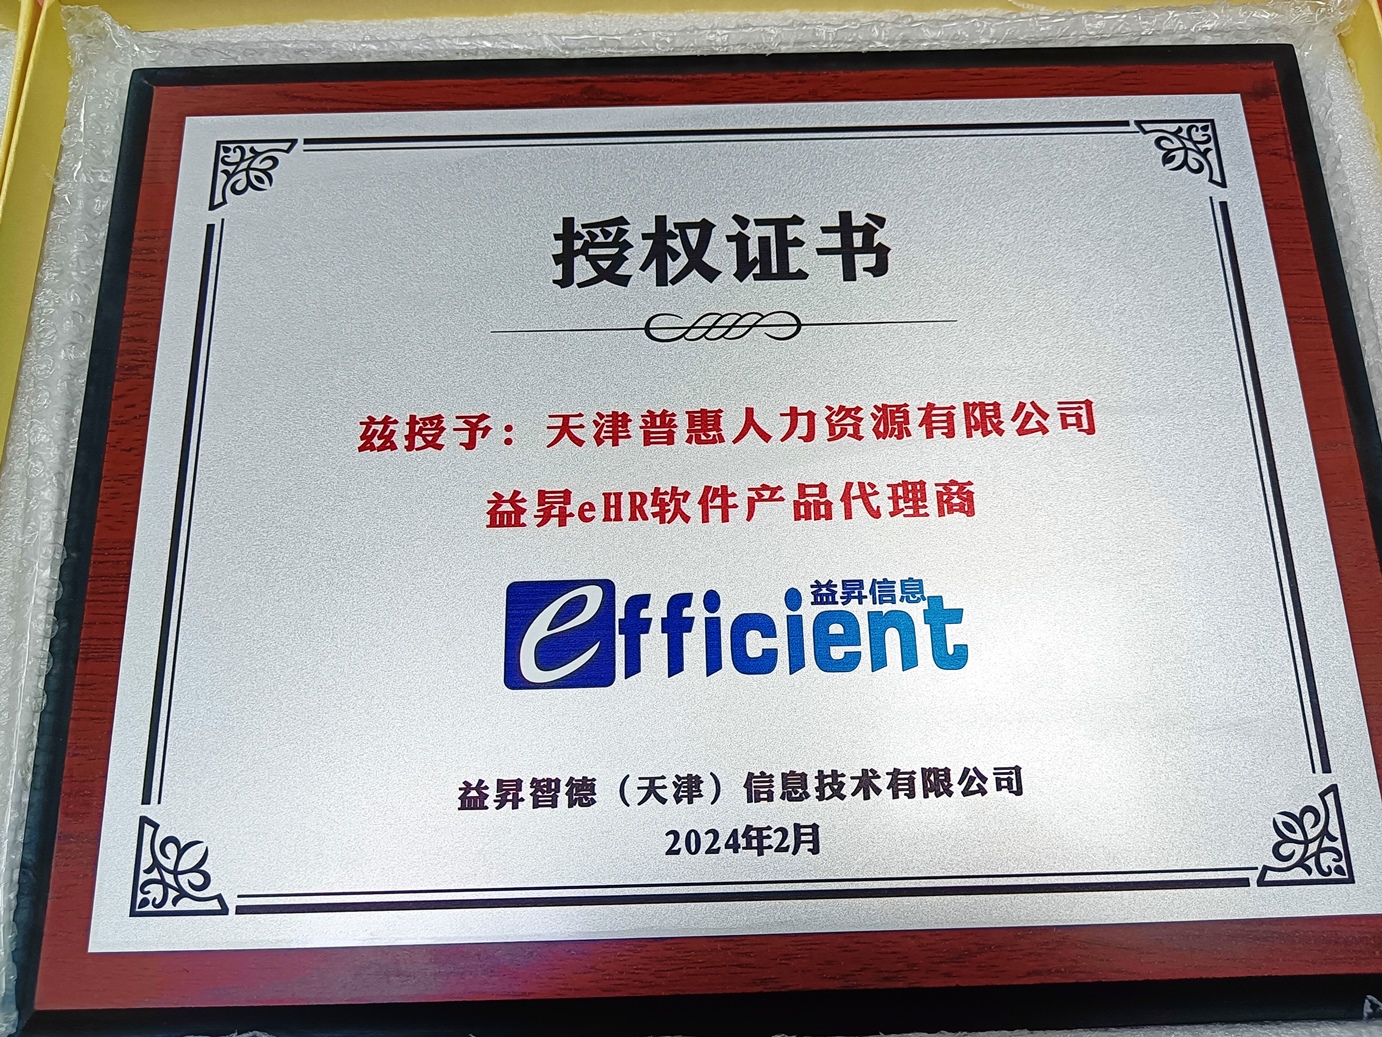 授权证书
兹授予：天津普惠人力资源有限公司
益昇eHR软件产品代理商
益昇信息
efficient
益昇智德（天津）信息技术有限公司
2024年2月